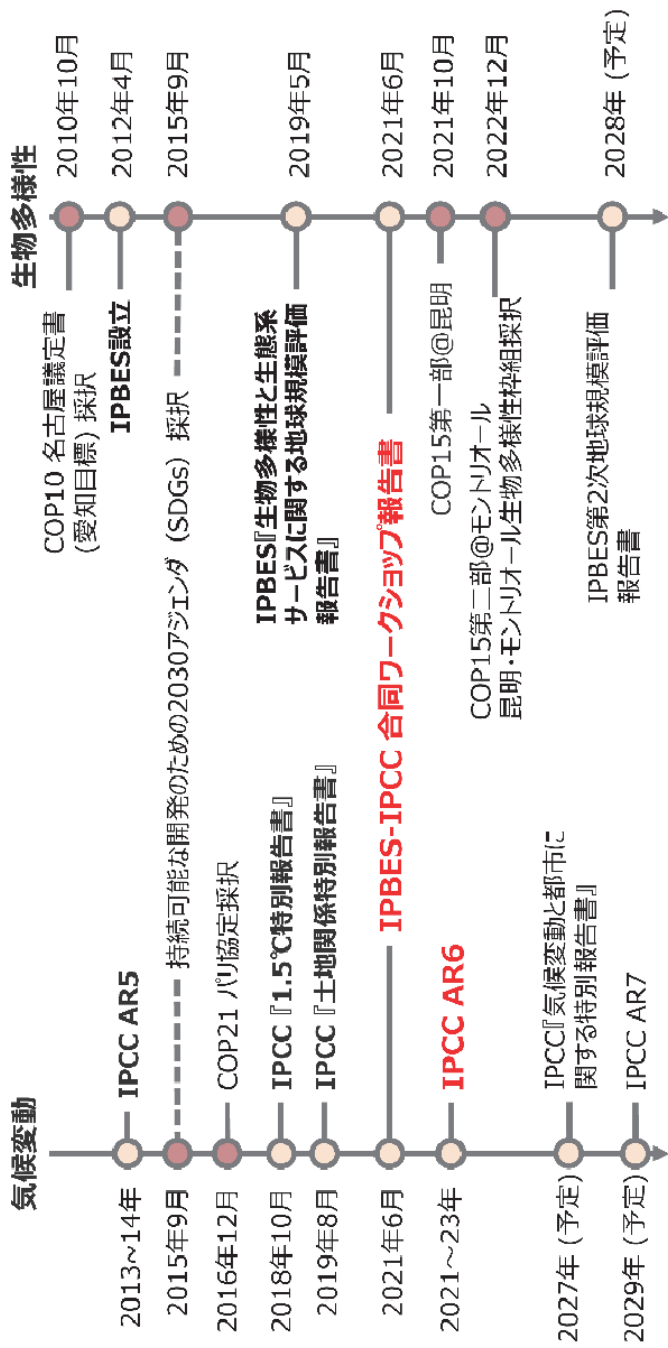 気候変動
2013~14年
IPCC AR5
2015年9月
持続可能な開発のための2030アジェンダ（SDGs）採択
2016年12月
COP21 パリ協定採択
2018年10月
IPCC『1.5℃特別報告書』
2019年8月
IPCC『土地関係特別報告書』
2021年6月
IPBES-IPCC 合同ワークショップ報告書
2021～23年
IPCC AR6
2027年 (予定)
IPCC『気候変動と都市に
関する特別報告書』
2029年 (予定)
IPCC AR7
生物多様性
COP10 名古屋議定書
(愛知目標) 採択
2010年10月
IPBES設立
2012年4月
2015年9月
IPBES『生物多様性と生態系
サービスに関する地球規模評価
報告書』
2019年5月
2021年6月
COP15第一部@昆明
2021年10月
COP15第二部@モントリオール
昆明・モントリオール生物多様性枠組採択
2022年12月
IPBES第2次地球規模評価
報告書
2028年 (予定)